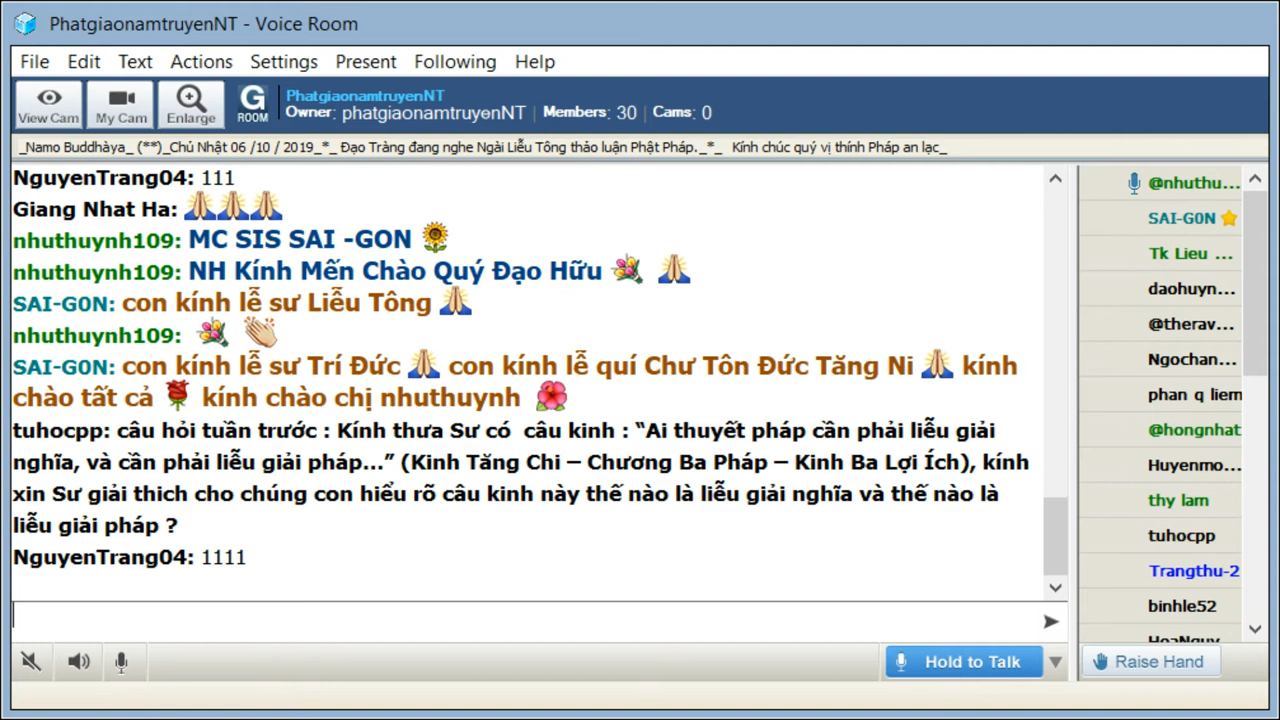 PhatgiaonamtruyenNT - Voice Room
File Edit Text Actions Settings Present Following Help
View Cam My Cam Enlarge G ROOM PhatgiaonamtruyenNT
Owner: phatgiaonamtruyenNT | Members: 30 | Cams: 0
_Namo Buddhàya_ (**)_Chủ Nhật 06 /10 / 2019_*_ Đạo Tràng đang nghe Ngài Liễu Tông thảo luận Phật Pháp._*_ Kính chúc quý vị thính Pháp an lạc_
NguyenTrang04: 111
Giang Nhat Ha: 🙏🙏🙏
nhuthuynh109: MC SIS SAI -GON 🌻
nhuthuynh109: NH Kính Mến Chào Quý Đạo Hữu 💐 🙏
SAI-G0N: con kính lễ sư Liễu Tông 🙏
nhuthuynh109: 💐 👏
SAI-G0N: con kính lễ sư Trí Đức 🙏 con kính lễ quí Chư Tôn Đức Tăng Ni 🙏 kính
chào tất cả 🌹 kính chào chị nhuthuynh 🌺
tuhocpp: câu hỏi tuần trước : Kính thưa Sư có câu kinh : “Ai thuyết pháp cần phải liễu giải
nghĩa, và cần phải liễu giải pháp...” (Kinh Tăng Chi – Chương Ba Pháp – Kinh Ba Lợi Ích), kính
xin Sư giải thich cho chúng con hiểu rõ câu kinh này thế nào là liễu giải nghĩa và thế nào là
liễu giải pháp ?
NguyenTrang04: 1111
@nhuthu...
SAI-G0N
Tk Lieu ...
daohuyn...
@therav...
Ngochan...
phan q liem
@hongnhat
Huyenmo...
thy lam
tuhocpp
Trangthu-2
binhle52
HoaNguy
Hold to Talk
Raise Hand